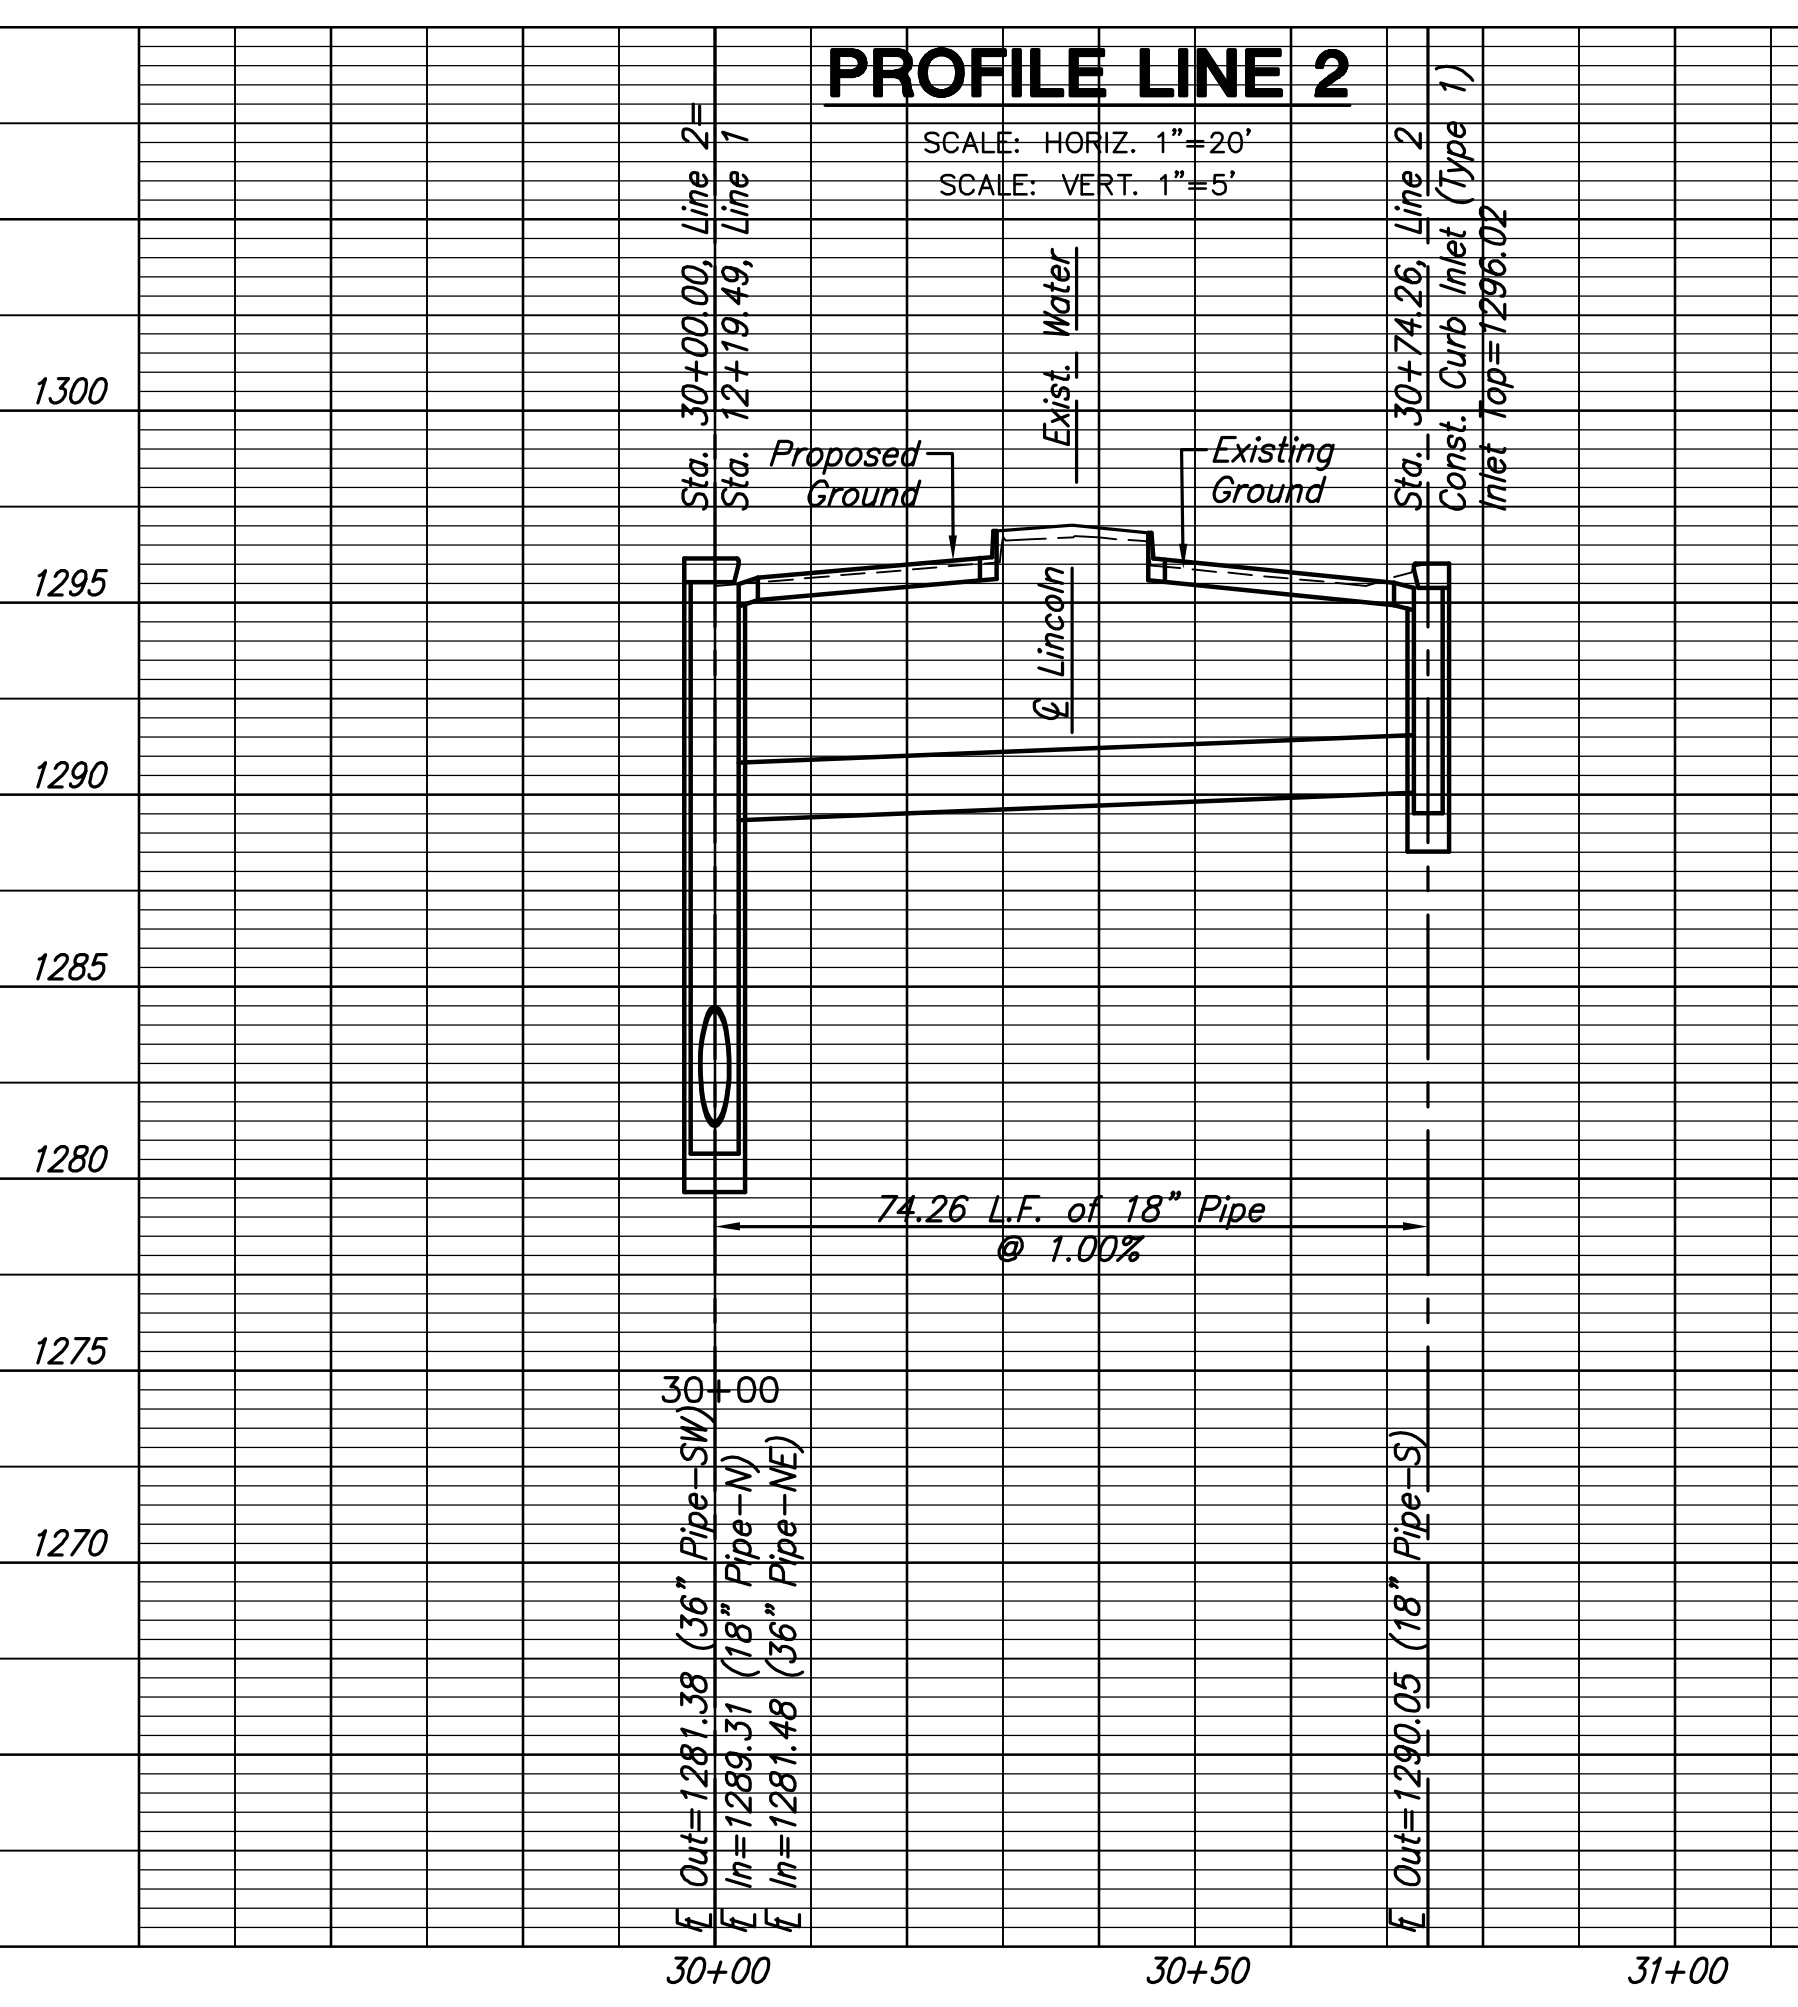 PROFILE LINE 2
SCALE: HORIZ. 1"=20'
SCALE: VERT. 1"=5'
Sta. 30+00.00, Line 2=
Sta. 12+19.49, Line 1
Exist. Water
Sta. 30+74.26, Line 2
Const. Curb Inlet (Type 1)
Inlet Top=1296.02
Proposed
Ground
Existing
Ground
℄ Lincoln
1300
1295
1290
1285
1280
1275
1270
74.26 L.F. of 18" Pipe
@ 1.00%
30+00
Out=1281.38 (36" Pipe-SW)
In=1289.31 (18" Pipe-N)
In=1281.48 (36" Pipe-NE)
Out=1290.05 (18" Pipe-S)
30+00
30+50
31+00